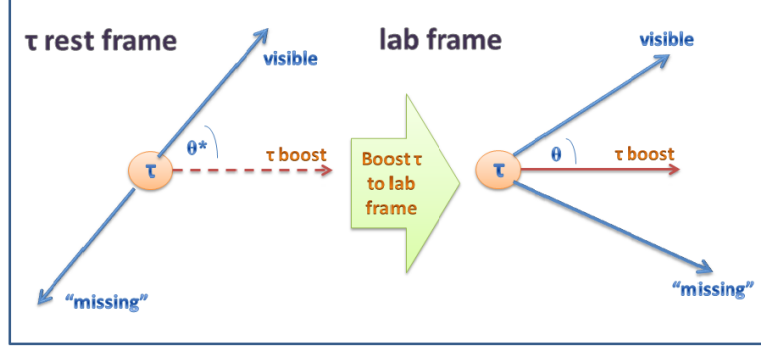 τ rest frame
visible
θ*
τ
τ boost
"missing"
Boost τ
to lab
frame
lab frame
visible
θ
τ
τ boost
"missing"